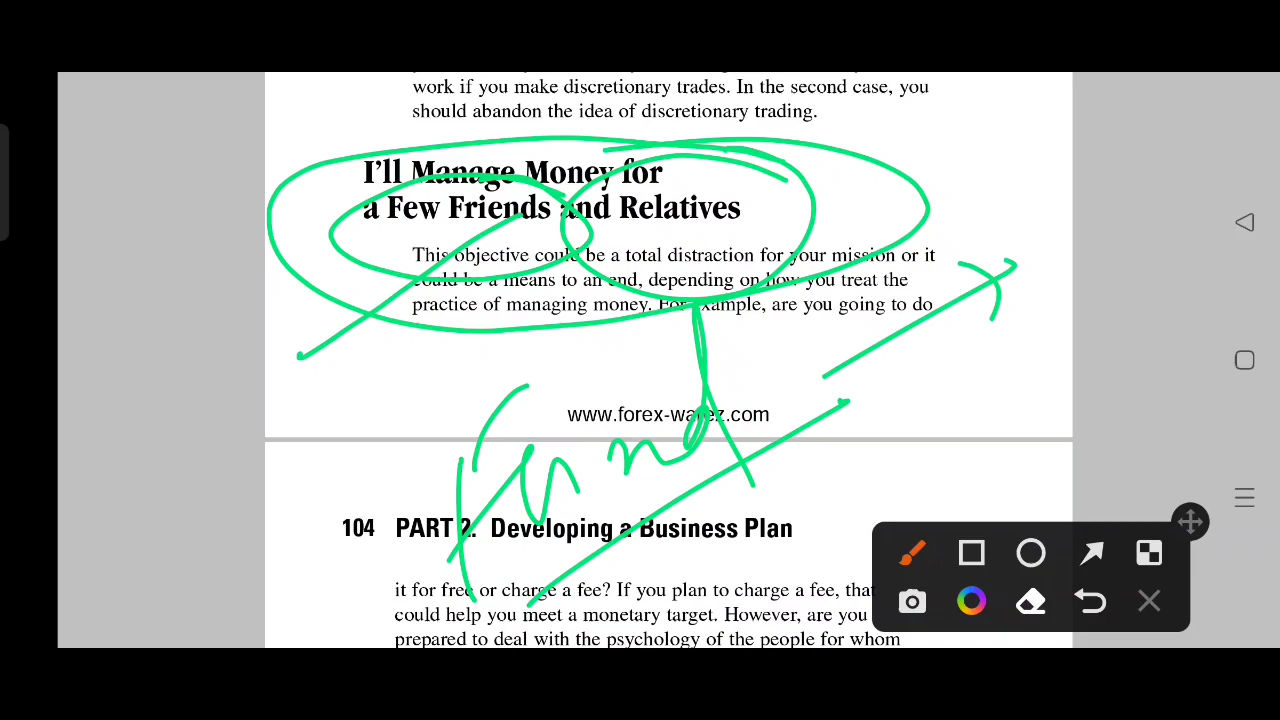 work if you make discretionary trades. In the second case, you
should abandon the idea of discretionary trading.
I'll Manage Money for
a Few Friends and Relatives
This objective could be a total distraction for your mission or it
could be a means to an end, depending on how you treat the
practice of managing money. For example, are you going to do
www.forex-warez.com
104 PART 2. Developing a Business Plan
it for free or charge a fee? If you plan to charge a fee, that
could help you meet a monetary target. However, are you
prepared to deal with the psychology of the people for whom